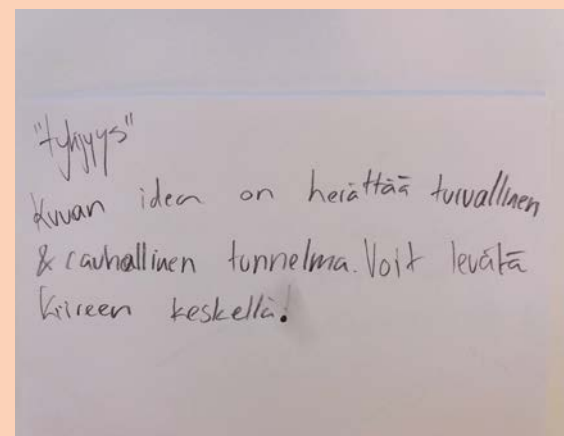 "tyhjyys"
Kuvan idea on herättää turvallinen
& rauhallinen tunnelma. Voit levätä
kiireen keskellä!